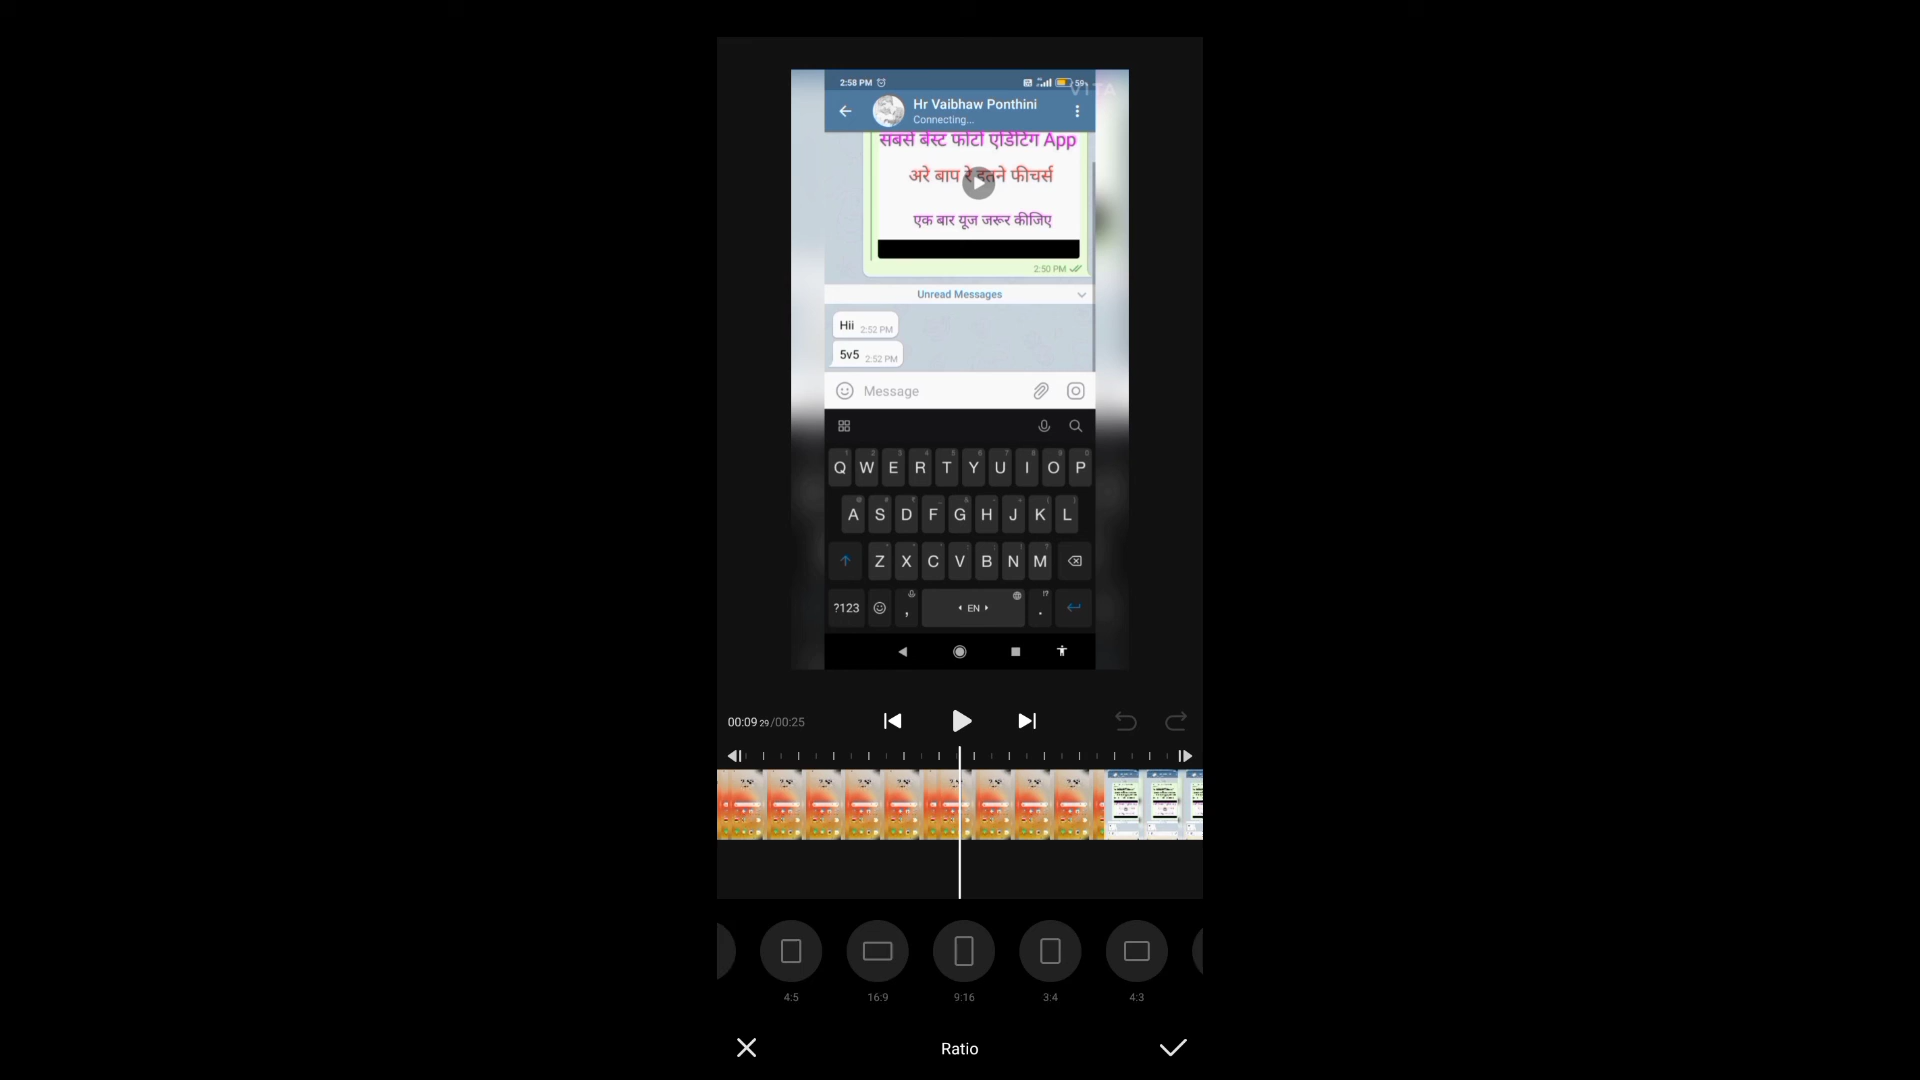 2:58 PM
59
VITA
Hr Vaibhaw Ponthini
Connecting...
सबसे बेस्ट फोटो एडिटिंग App
अरे बाप रे इतने फीचर्स
एक बार यूज जरूर कीजिए
2:50 PM
Unread Messages
Hii 2:52 PM
5v5 2:52 PM
Message
Q W E R T Y U I O P
A S D F G H J K L
Z X C V B N M
?123 , EN .
00:09 29/00:25
4:5 16:9 9:16 3:4 4:3
Ratio